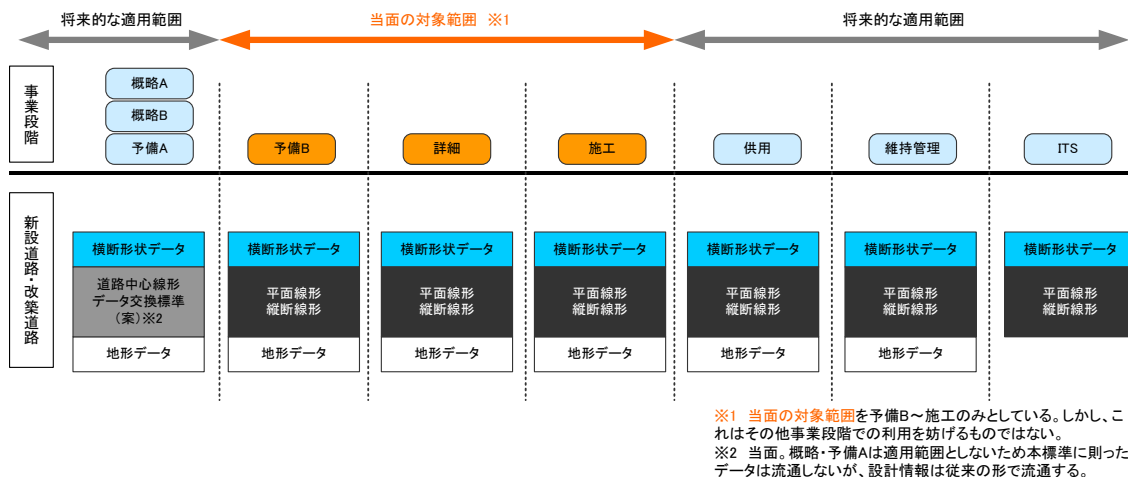 将来的な適用範囲
当面の対象範囲 ※1
将来的な適用範囲
事業段階
概略A
概略B
予備A
予備B
詳細
施工
供用
維持管理
ITS
新設道路・改築道路
横断形状データ
道路中心線形
データ交換標準
(案)※2
地形データ
横断形状データ
平面線形
縦断線形
地形データ
横断形状データ
平面線形
縦断線形
地形データ
横断形状データ
平面線形
縦断線形
地形データ
横断形状データ
平面線形
縦断線形
地形データ
横断形状データ
平面線形
縦断線形
地形データ
横断形状データ
平面線形
縦断線形
※1 当面の対象範囲を予備B~施工のみとしている。しかし、こ
れはその他事業段階での利用を妨げるものではない。
※2 当面。概略・予備Aは適用範囲としないため本標準に則った
データは流通しないが、設計情報は従来の形で流通する。